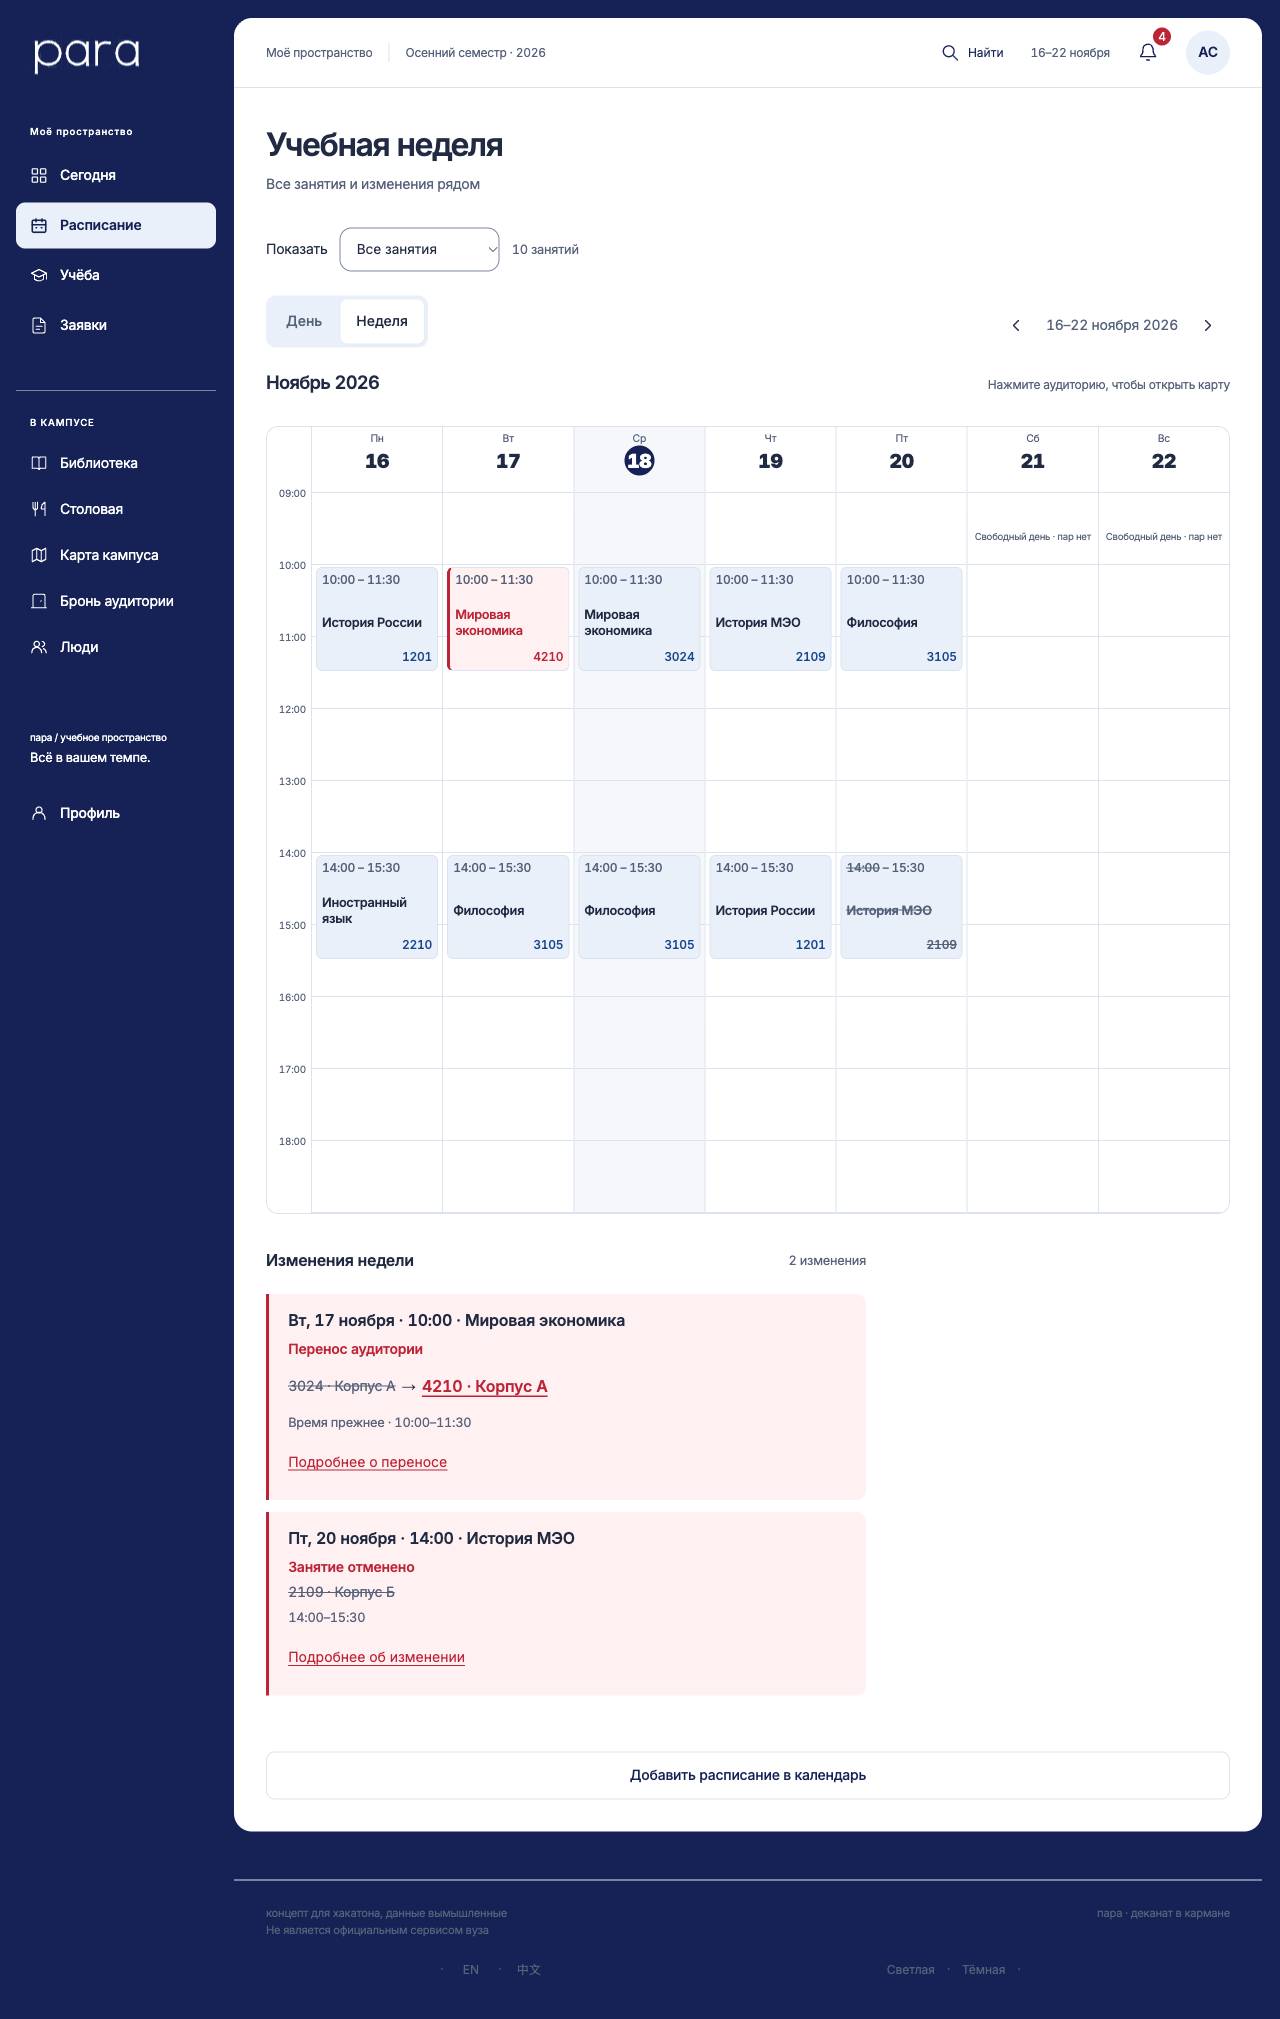 para
Моё пространство
Сегодня
Расписание
Учёба
Заявки
В КАМПУСЕ
Библиотека
Столовая
Карта кампуса
Бронь аудитории
Люди
пара / учебное пространство
Всё в вашем темпе.
Профиль
Моё пространство
Осенний семестр · 2026
Найти
16–22 ноября
4
АС
Учебная неделя
Все занятия и изменения рядом
Показать
Все занятия
10 занятий
День
Неделя
16–22 ноября 2026
Ноябрь 2026
Нажмите аудиторию, чтобы открыть карту
Пн 16
Вт 17
Ср 18
Чт 19
Пт 20
Сб 21
Вс 22
09:00
Свободный день · пар нет
Свободный день · пар нет
10:00
10:00 – 11:30
История России
1201
10:00 – 11:30
Мировая
экономика
4210
10:00 – 11:30
Мировая
экономика
3024
10:00 – 11:30
История МЭО
2109
10:00 – 11:30
Философия
3105
11:00
12:00
13:00
14:00
14:00 – 15:30
Иностранный
язык
2210
14:00 – 15:30
Философия
3105
14:00 – 15:30
Философия
3105
14:00 – 15:30
История России
1201
14:00 – 15:30
История МЭО
2109
15:00
16:00
17:00
18:00
Изменения недели
2 изменения
Вт, 17 ноября · 10:00 · Мировая экономика
Перенос аудитории
3024 · Корпус А → 4210 · Корпус А
Время прежнее · 10:00–11:30
Подробнее о переносе
Пт, 20 ноября · 14:00 · История МЭО
Занятие отменено
2109 · Корпус Б
14:00–15:30
Подробнее об изменении
Добавить расписание в календарь
концепт для хакатона, данные вымышленные
Не является официальным сервисом вуза
пара · деканат в кармане
· EN · 中文
Светлая · Тёмная ·